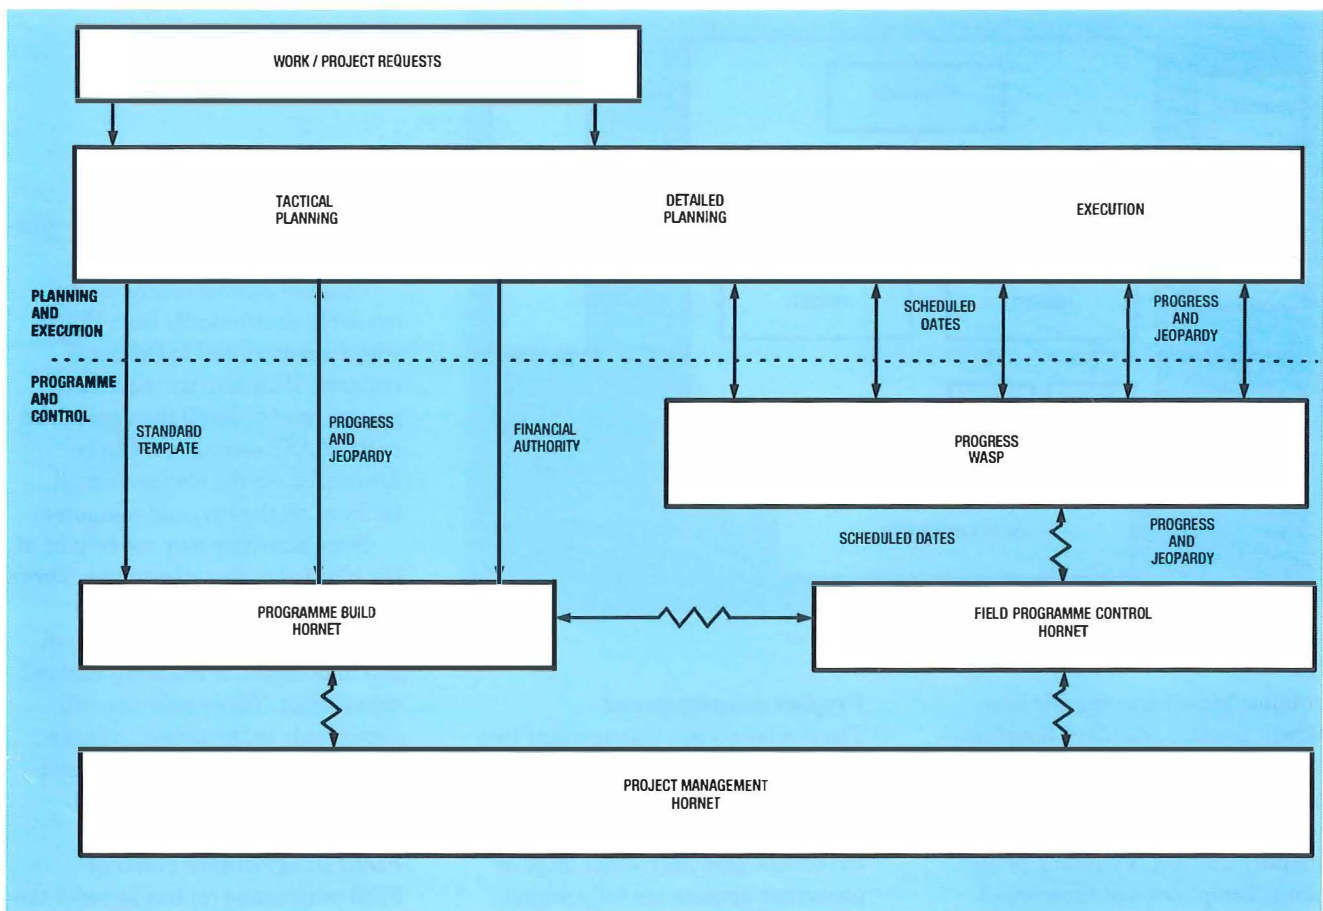 WORK / PROJECT REQUESTS
TACTICAL
PLANNING
DETAILED
PLANNING
EXECUTION
PLANNING
AND
EXECUTION
SCHEDULED
DATES
PROGRESS
AND
JEOPARDY
PROGRAMME
AND
CONTROL
STANDARD
TEMPLATE
PROGRESS
AND
JEOPARDY
FINANCIAL
AUTHORITY
PROGRESS
WASP
SCHEDULED DATES
PROGRESS
AND
JEOPARDY
PROGRAMME BUILD
HORNET
FIELD PROGRAMME CONTROL
HORNET
PROJECT MANAGEMENT
HORNET